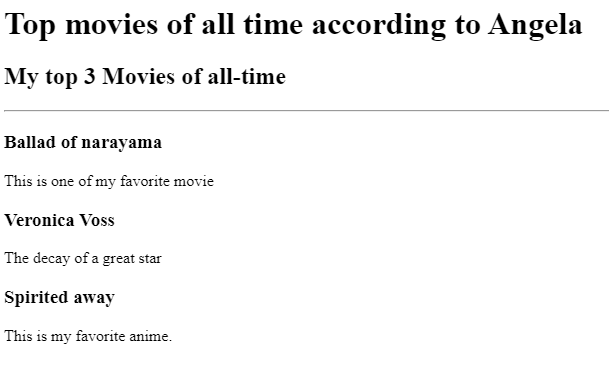 Top movies of all time according to Angela
My top 3 Movies of all-time
Ballad of narayama
This is one of my favorite movie
Veronica Voss
The decay of a great star
Spirited away
This is my favorite anime.